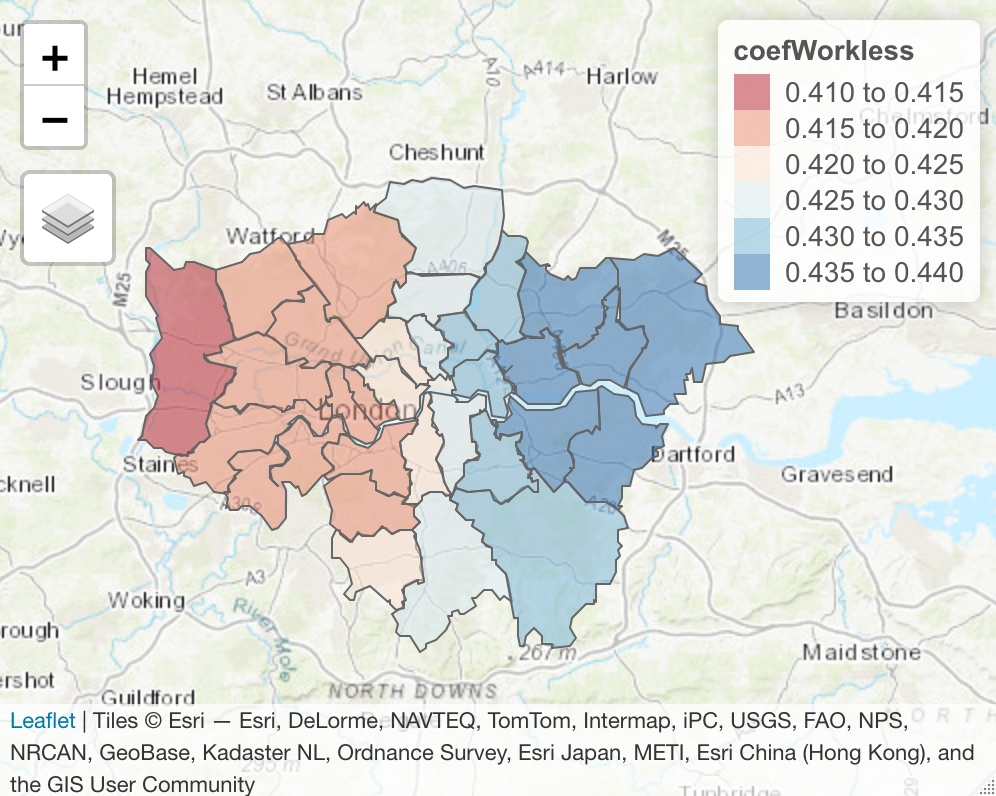 +
−
coefWorkless
0.410 to 0.415
0.415 to 0.420
0.420 to 0.425
0.425 to 0.430
0.430 to 0.435
0.435 to 0.440
Hemel
Hempstead
St Albans
A10
A414
Harlow
Chelmsford
Cheshunt
Watford
M25
M25
A406
Basildon
Grand Union Canal
Slough
London
A13
Staines
Dartford
Gravesend
cknell
A20
A3
Woking
River Mole
rough
267 m
Maidstone
ershot
Guildford
NORTH DOWNS
Leaflet | Tiles © Esri — Esri, DeLorme, NAVTEQ, TomTom, Intermap, iPC, USGS, FAO, NPS,
NRCAN, GeoBase, Kadaster NL, Ordnance Survey, Esri Japan, METI, Esri China (Hong Kong), and
the GIS User Community
295 m
Tunbridge